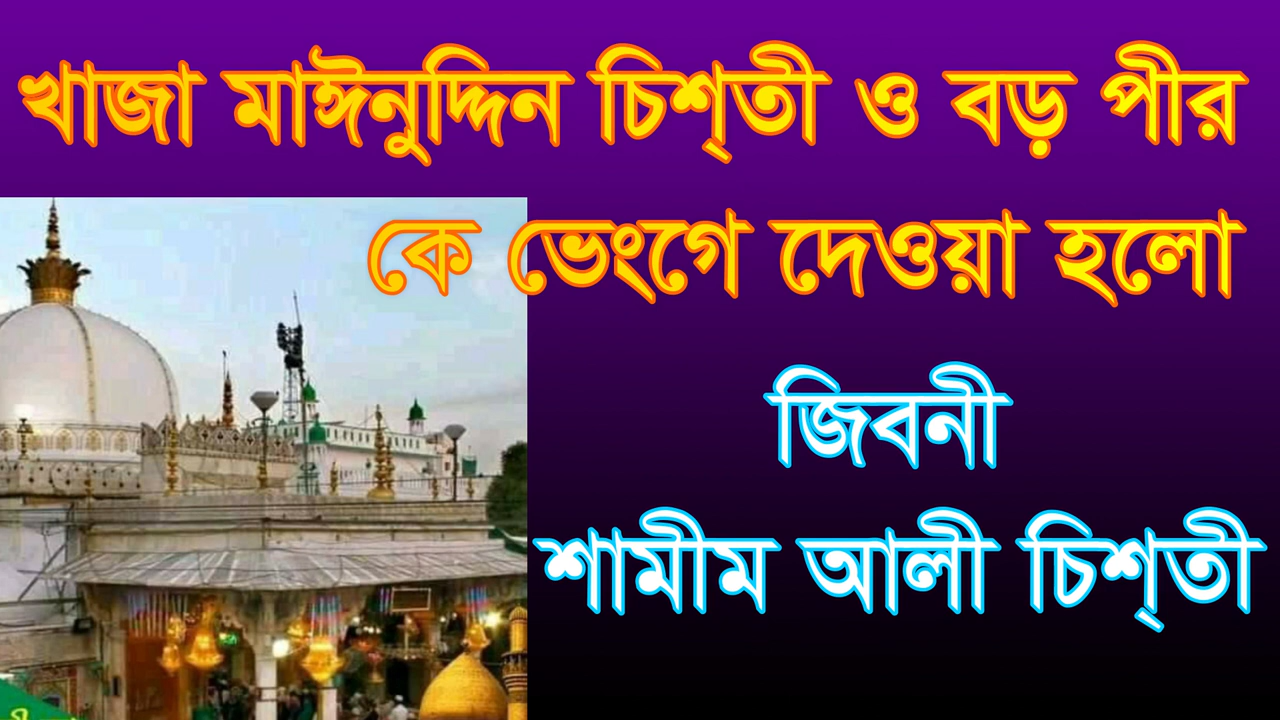 খাজা মাঈনুদ্দিন চিশ্‌তী ও বড় পীর
কে ভেংগে দেওয়া হলো
জিবনী
শামীম আলী চিশ্‌তী